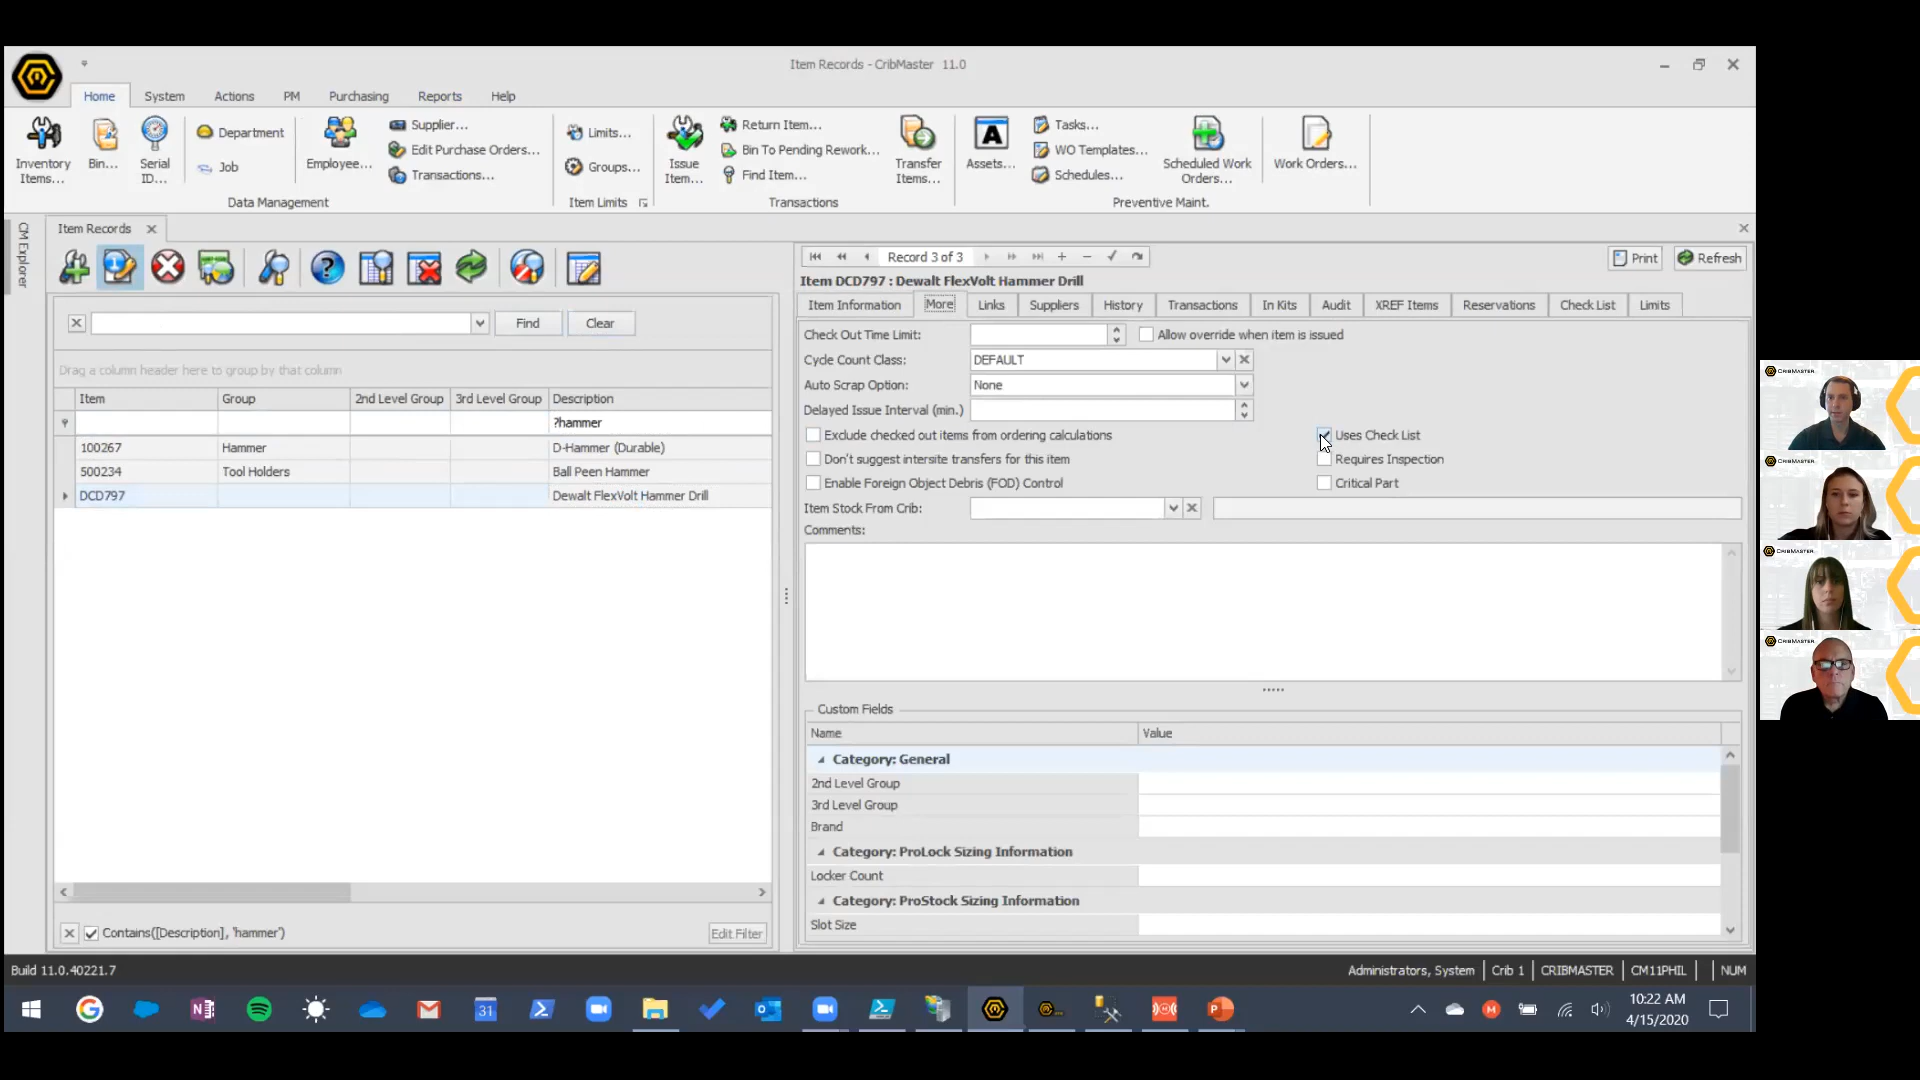 Item Records - CribMaster 11.0
Home System Actions PM Purchasing Reports Help
Inventory Items...
Bin...
Serial ID...
Department
Job
Employee...
Supplier...
Edit Purchase Orders...
Transactions...
Data Management
Limits...
Groups...
Item Limits
Issue Item...
Return Item...
Bin To Pending Rework...
Find Item...
Transfer Items...
Transactions
Assets...
Tasks...
WO Templates...
Schedules...
Scheduled Work Orders...
Work Orders...
Preventive Maint.
CM Explorer
Item Records
Find
Clear
Drag a column header here to group by that column
Item Group 2nd Level Group 3rd Level Group Description
?hammer
100267 Hammer D-Hammer (Durable)
500234 Tool Holders Ball Peen Hammer
DCD797 Dewalt FlexVolt Hammer Drill
Contains([Description], 'hammer')
Edit Filter
Record 3 of 3
Print
Refresh
Item DCD797 : Dewalt FlexVolt Hammer Drill
Item Information More Links Suppliers History Transactions In Kits Audit XREF Items Reservations Check List Limits
Check Out Time Limit:
Allow override when item is issued
Cycle Count Class: DEFAULT
Auto Scrap Option: None
Delayed Issue Interval (min.)
Exclude checked out items from ordering calculations
Uses Check List
Don't suggest intersite transfers for this item
Requires Inspection
Enable Foreign Object Debris (FOD) Control
Critical Part
Item Stock From Crib:
Comments:
Custom Fields
Name Value
Category: General
2nd Level Group
3rd Level Group
Brand
Category: ProLock Sizing Information
Locker Count
Category: ProStock Sizing Information
Slot Size
Build 11.0.40221.7
Administrators, System Crib 1 CRIBMASTER CM11PHIL NUM
10:22 AM
4/15/2020
CRIBMASTER
CRIBMASTER
CRIBMASTER
CRIBMASTER